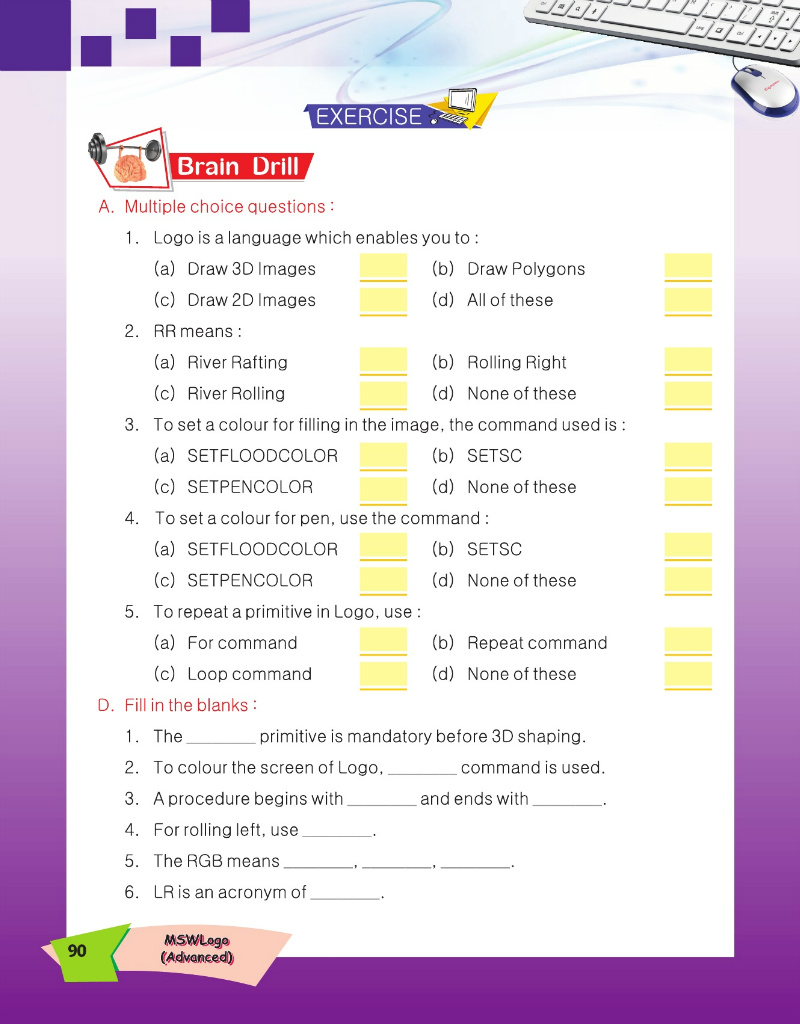 EXERCISE
Brain Drill
A. Multiple choice questions :
1. Logo is a language which enables you to :
(a) Draw 3D Images (b) Draw Polygons
(c) Draw 2D Images (d) All of these
2. RR means :
(a) River Rafting (b) Rolling Right
(c) River Rolling (d) None of these
3. To set a colour for filling in the image, the command used is :
(a) SETFLOODCOLOR (b) SETSC
(c) SETPENCOLOR (d) None of these
4. To set a colour for pen, use the command :
(a) SETFLOODCOLOR (b) SETSC
(c) SETPENCOLOR (d) None of these
5. To repeat a primitive in Logo, use :
(a) For command (b) Repeat command
(c) Loop command (d) None of these
D. Fill in the blanks :
1. The ________ primitive is mandatory before 3D shaping.
2. To colour the screen of Logo, ________ command is used.
3. A procedure begins with ________ and ends with ________.
4. For rolling left, use ________.
5. The RGB means ________, ________, ________.
6. LR is an acronym of ________.
90
MSWLogo
(Advanced)